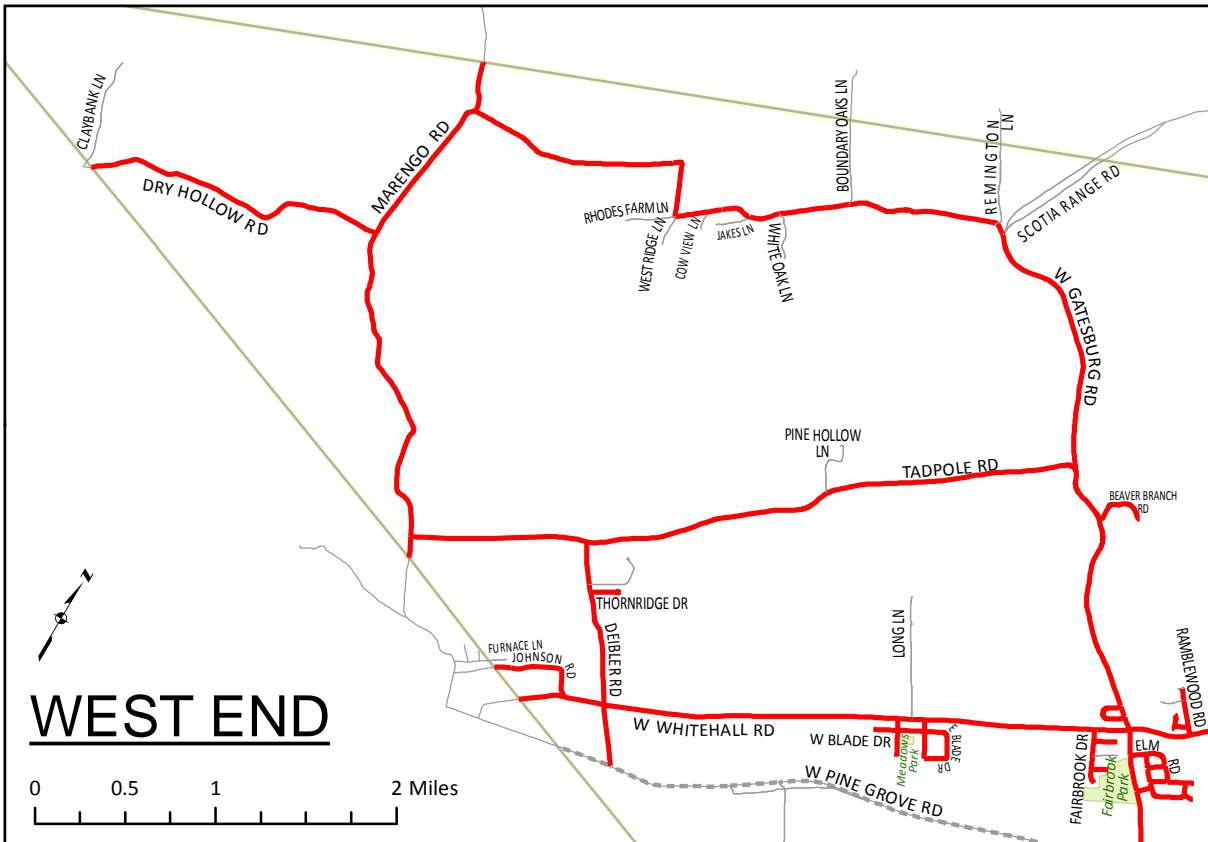 CLAYBANK LN
DRY HOLLOW RD
MARENGO RD
BOUNDARY OAKS LN
REMINGTON
LN
SCOTIA RANGE RD
RHODES FARM LN
WEST RIDGE LN
COW VIEW LN
JAKES LN
WHITE OAK LN
W GATESBURG RD
PINE HOLLOW
LN
TADPOLE RD
BEAVER BRANCH
RD
N
THORNRIDGE DR
DEIBLER RD
LONG LN
RAMBLEWOOD RD
FURNACE LN
JOHNSON
RD
WEST END
W WHITEHALL RD
W BLADE DR
E BLADE DR
Meadows
Park
FAIRBROOK DR
Fairbrook
Park
ELM
RD
W PINE GROVE RD
0 0.5 1 2 Miles